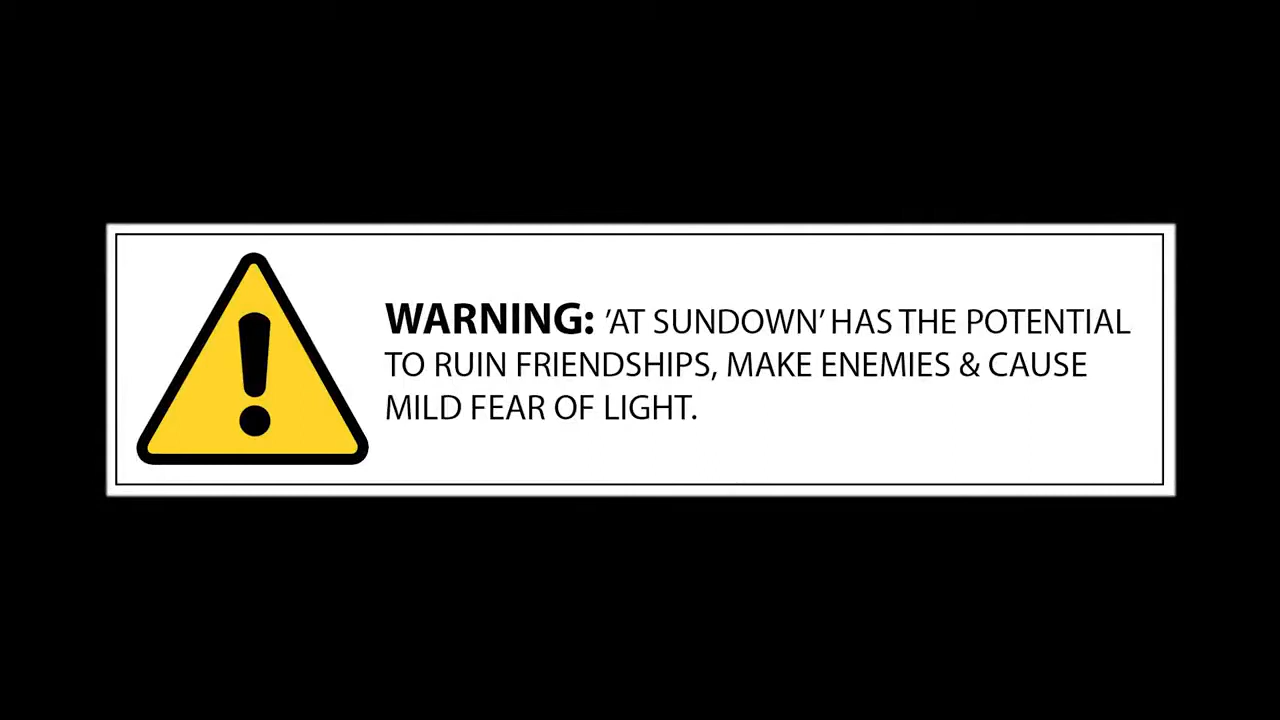 WARNING: ’AT SUNDOWN’ HAS THE POTENTIAL
TO RUIN FRIENDSHIPS, MAKE ENEMIES & CAUSE
MILD FEAR OF LIGHT.